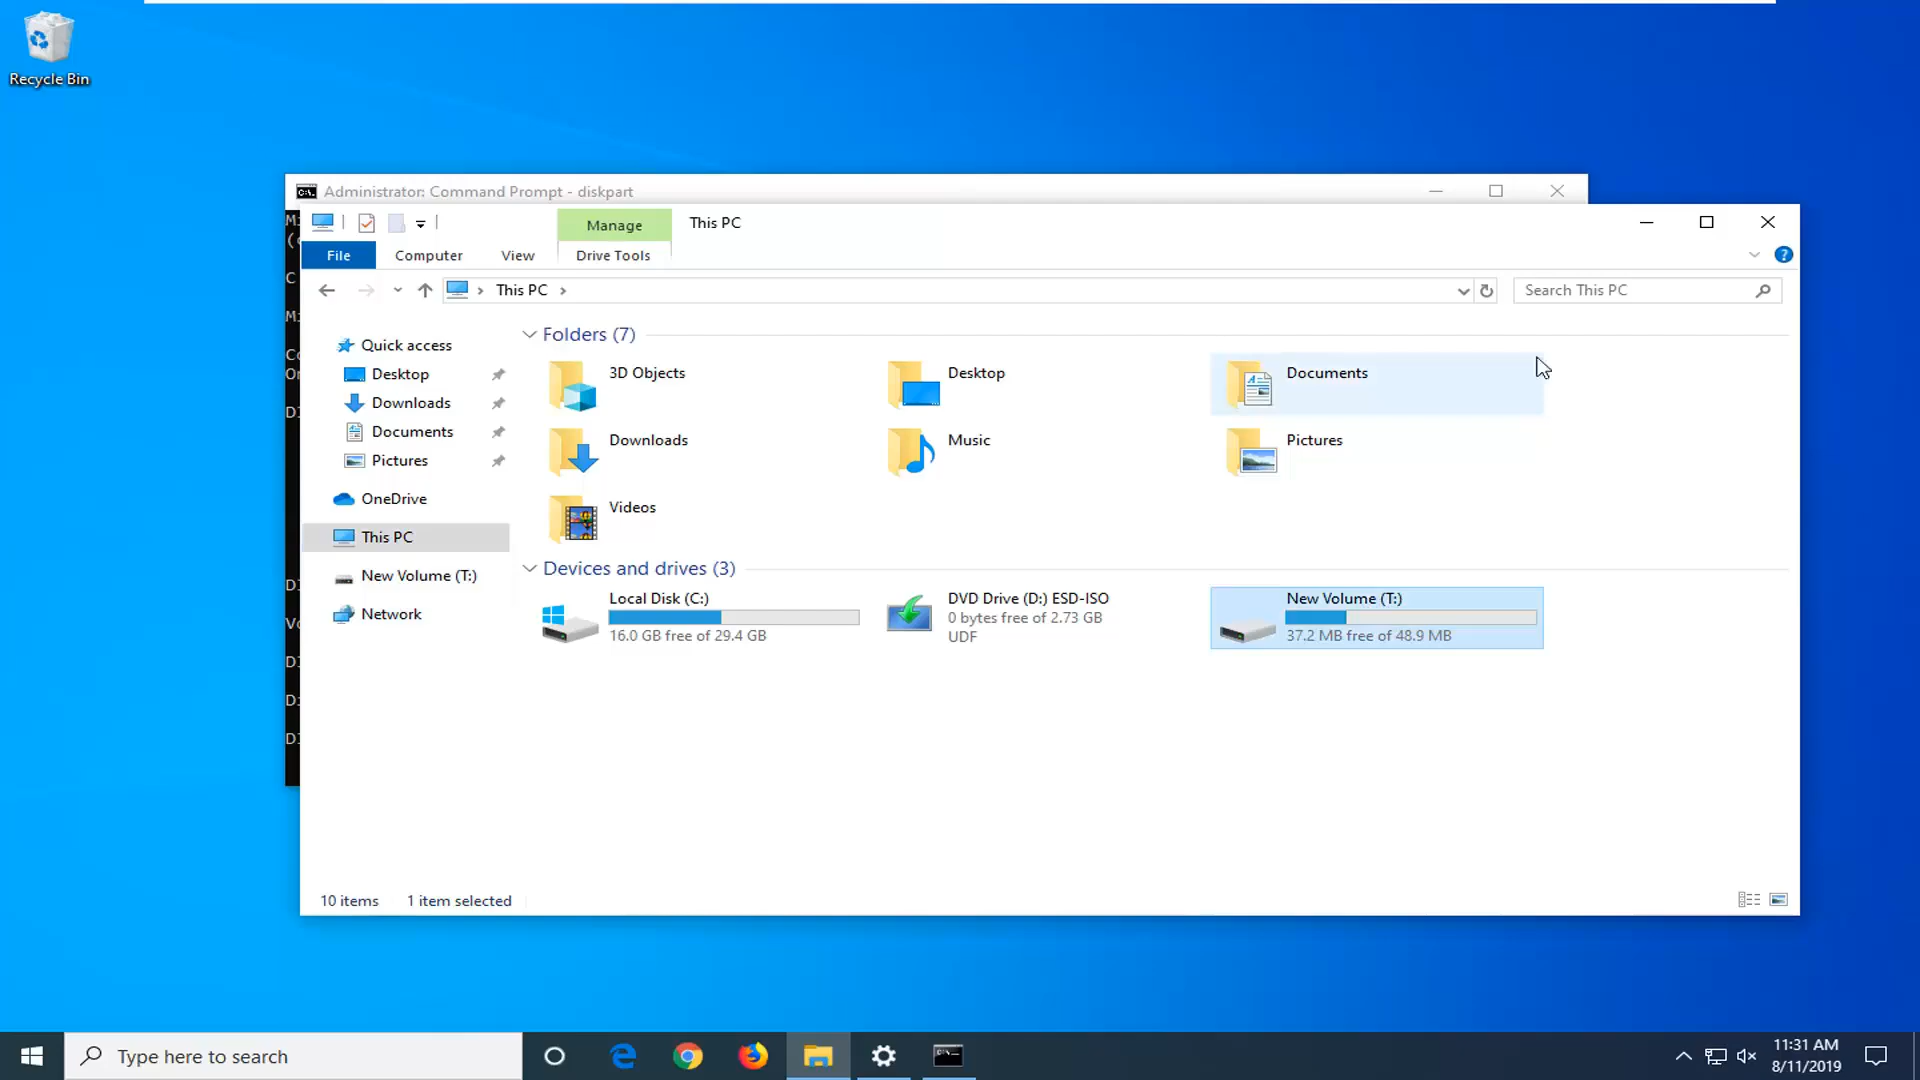 Recycle Bin
Administrator: Command Prompt - diskpart
Manage
This PC
File
Computer
View
Drive Tools
This PC
Search This PC
Quick access
Desktop
Downloads
Documents
Pictures
OneDrive
This PC
New Volume (T:)
Network
Folders (7)
3D Objects
Desktop
Documents
Downloads
Music
Pictures
Videos
Devices and drives (3)
Local Disk (C:)
16.0 GB free of 29.4 GB
DVD Drive (D:) ESD-ISO
0 bytes free of 2.73 GB
UDF
New Volume (T:)
37.2 MB free of 48.9 MB
10 items
1 item selected
Type here to search
11:31 AM
8/11/2019